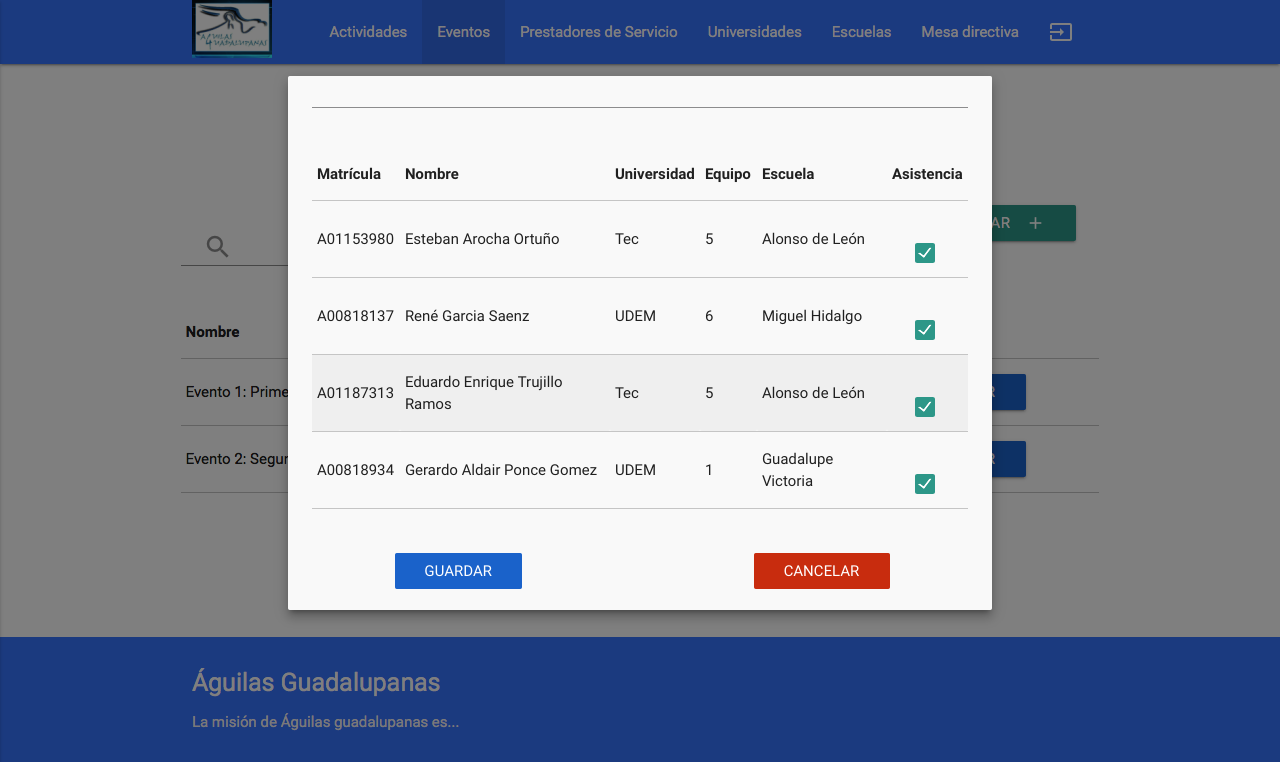 AGUILAS
GUADALUPANAS
Actividades Eventos Prestadores de Servicio Universidades Escuelas Mesa directiva
Matrícula Nombre Universidad Equipo Escuela Asistencia
A01153980 Esteban Arocha Ortuño Tec 5 Alonso de León
A00818137 René Garcia Saenz UDEM 6 Miguel Hidalgo
A01187313 Eduardo Enrique Trujillo Ramos Tec 5 Alonso de León
A00818934 Gerardo Aldair Ponce Gomez UDEM 1 Guadalupe Victoria
GUARDAR CANCELAR
AR +
Nombre
Evento 1: Prime
R
Evento 2: Segun
R
Águilas Guadalupanas
La misión de Águilas guadalupanas es...